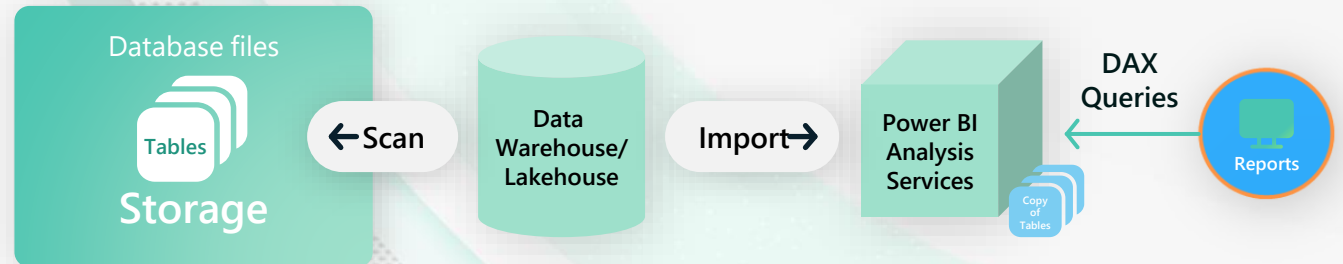 Database files
Tables
Storage
Scan
Data
Warehouse/
Lakehouse
Import
Power BI
Analysis
Services
Copy
of
Tables
DAX
Queries
Reports